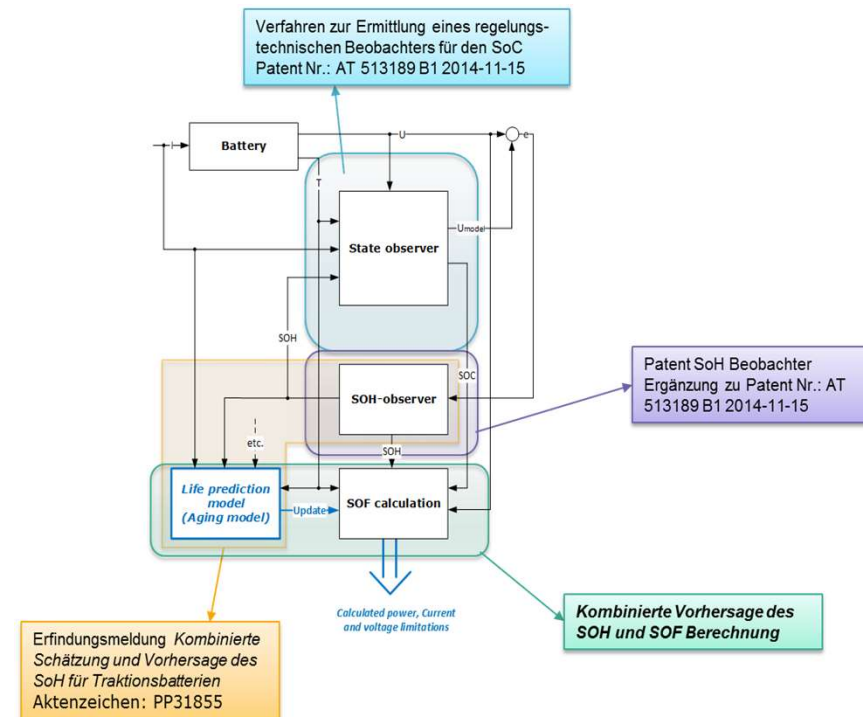 Verfahren zur Ermittlung eines regelungs-
technischen Beobachters für den SoC
Patent Nr.: AT 513189 B1 2014-11-15
I
Battery
U
e
T
State observer
Umodel
SOH
SOC
SOH-observer
Patent SoH Beobachter
Ergänzung zu Patent Nr.: AT
513189 B1 2014-11-15
etc.
SOH
Life prediction
model
(Aging model)
Update
SOF calculation
Calculated power, Current
and voltage limitations
Kombinierte Vorhersage des
SOH und SOF Berechnung
Erfindungsmeldung Kombinierte
Schätzung und Vorhersage des
SoH für Traktionsbatterien
Aktenzeichen: PP31855